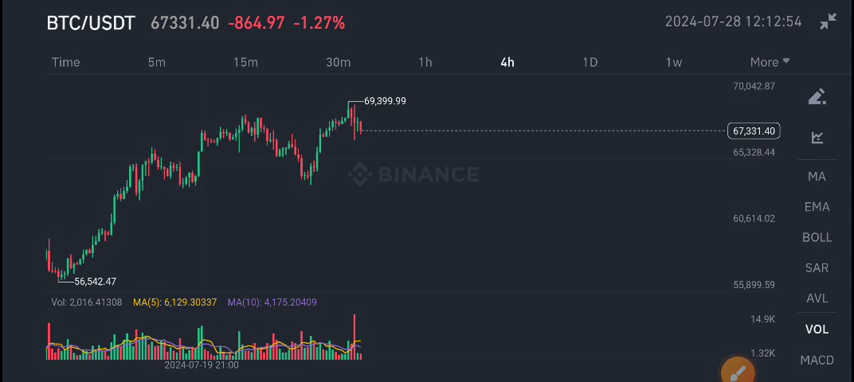 BTC/USDT 67331.40 -864.97 -1.27% 2024-07-28 12:12:54
Time 5m 15m 30m 1h 4h 1D 1w More
70,042.87
69,399.99
67,331.40
65,328.44
BINANCE
MA
EMA
60,614.02
BOLL
SAR
56,542.47
55,899.59
AVL
Vol: 2,016.41308 MA(5): 6,129.30337 MA(10): 4,175.20409
14.9K
VOL
1.32K
MACD
2024-07-19 21:00